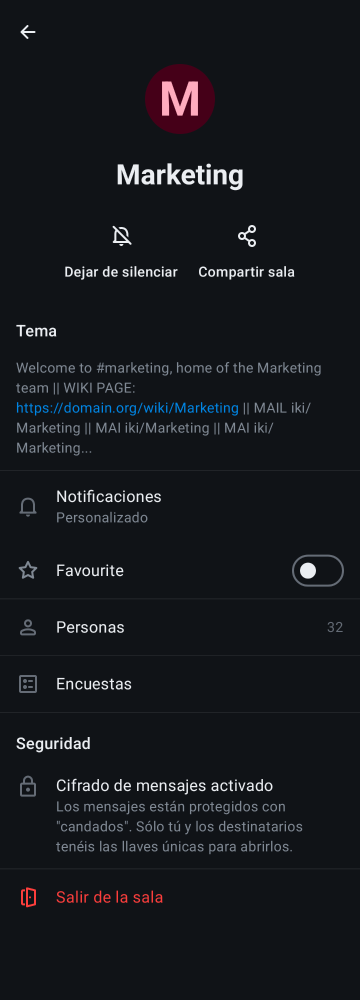 M
Marketing
Dejar de silenciar
Compartir sala
Tema
Welcome to #marketing, home of the Marketing
team || WIKI PAGE:
https://domain.org/wiki/Marketing || MAIL iki/
Marketing || MAI iki/Marketing || MAI iki/
Marketing...
Notificaciones
Personalizado
Favourite
Personas 32
Encuestas
Seguridad
Cifrado de mensajes activado
Los mensajes están protegidos con
"candados". Sólo tú y los destinatarios
tenéis las llaves únicas para abrirlos.
Salir de la sala